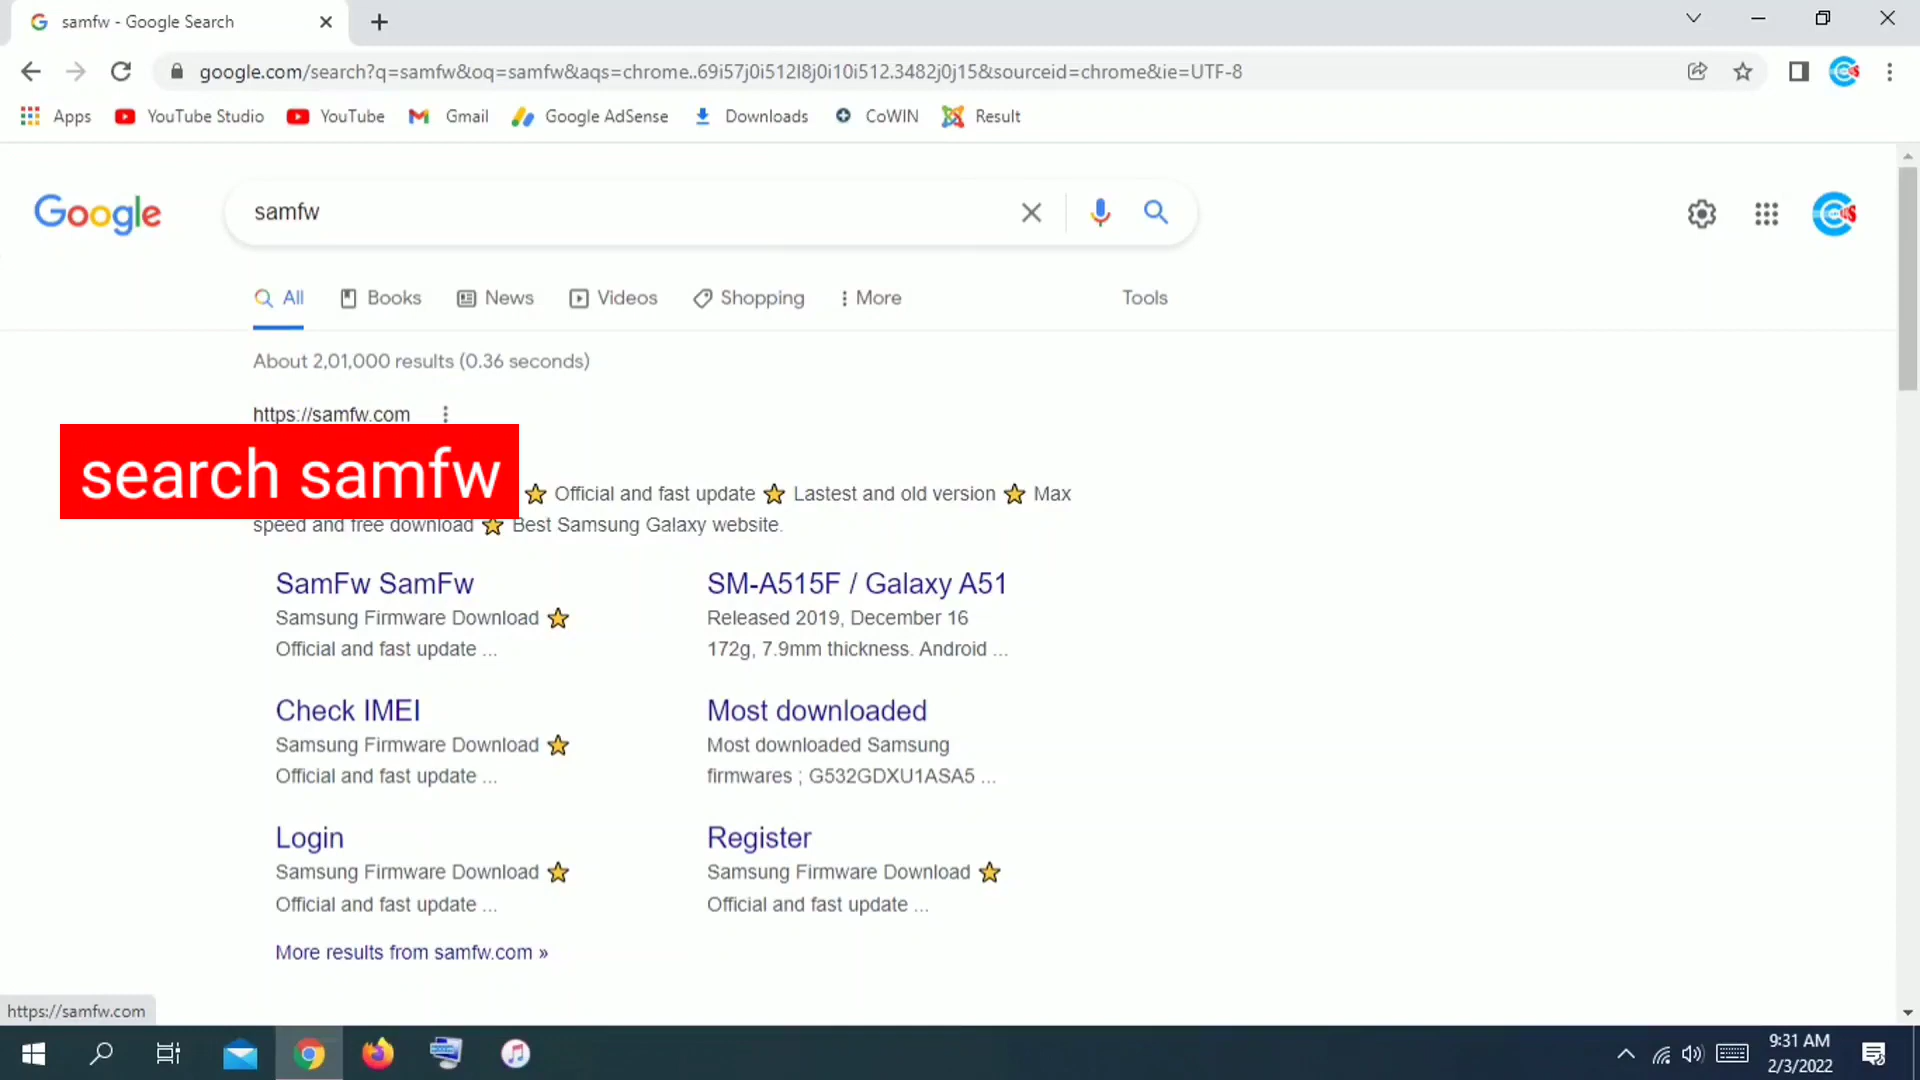 samfw - Google Search
google.com/search?q=samfw&oq=samfw&aqs=chrome..69i57j0i512l8j0i10i512.3482j0j15&sourceid=chrome&ie=UTF-8
Apps YouTube Studio YouTube Gmail Google AdSense Downloads CoWIN Result
Google samfw
All Books News Videos Shopping More Tools
About 2,01,000 results (0.36 seconds)
https://samfw.com
search samfw
Official and fast update Lastest and old version Max
speed and free download Best Samsung Galaxy website.
SamFw SamFw
Samsung Firmware Download
Official and fast update ...
SM-A515F / Galaxy A51
Released 2019, December 16
172g, 7.9mm thickness. Android ...
Check IMEI
Samsung Firmware Download
Official and fast update ...
Most downloaded
Most downloaded Samsung
firmwares ; G532GDXU1ASA5 ...
Login
Samsung Firmware Download
Official and fast update ...
Register
Samsung Firmware Download
Official and fast update ...
More results from samfw.com »
https://samfw.com
9:31 AM
2/3/2022